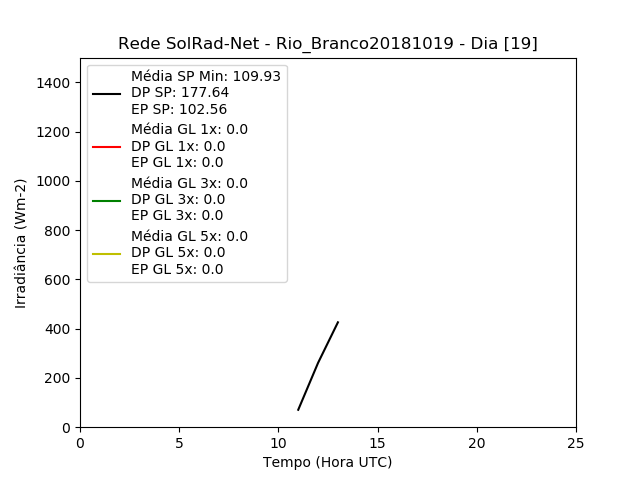 Rede SolRad-Net - Rio_Branco20181019 - Dia [19]
Média SP Min: 109.93
DP SP: 177.64
EP SP: 102.56
Média GL 1x: 0.0
DP GL 1x: 0.0
EP GL 1x: 0.0
Média GL 3x: 0.0
DP GL 3x: 0.0
EP GL 3x: 0.0
Média GL 5x: 0.0
DP GL 5x: 0.0
EP GL 5x: 0.0
1400
1200
1000
800
600
400
200
0
Irradiância (Wm-2)
0 5 10 15 20 25
Tempo (Hora UTC)